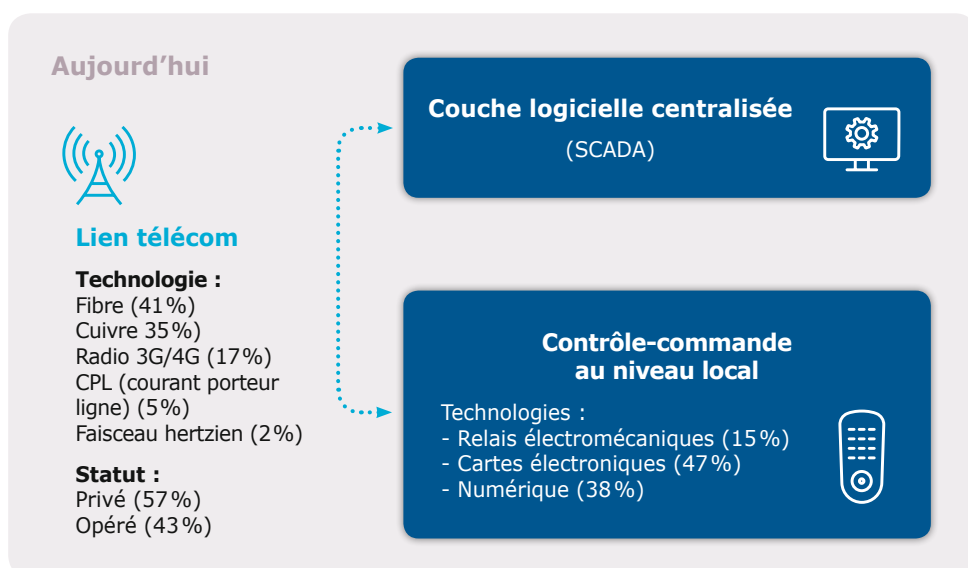 Aujourd'hui
Lien télécom
Technologie :
Fibre (41%)
Cuivre 35%)
Radio 3G/4G (17%)
CPL (courant porteur
ligne) (5%)
Faisceau hertzien (2%)
Statut :
Privé (57%)
Opéré (43%)
Couche logicielle centralisée
(SCADA)
Contrôle-commande
au niveau local
Technologies :
- Relais électromécaniques (15%)
- Cartes électroniques (47%)
- Numérique (38%)